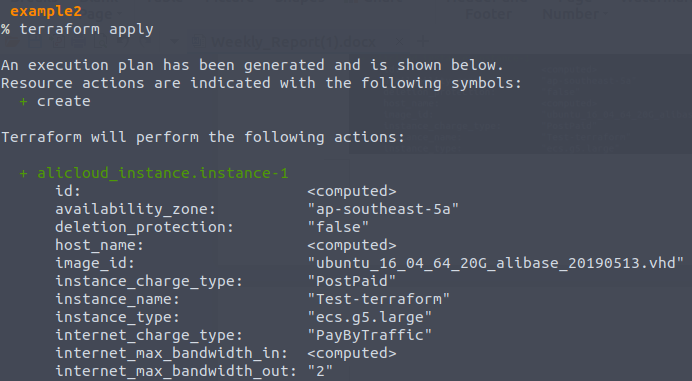 example2
% terraform apply
An execution plan has been generated and is shown below.
Resource actions are indicated with the following symbols:
+ create
Terraform will perform the following actions:
+ alicloud_instance.instance-1
id: <computed>
availability_zone: "ap-southeast-5a"
deletion_protection: "false"
host_name: <computed>
image_id: "ubuntu_16_04_64_20G_alibase_20190513.vhd"
instance_charge_type: "PostPaid"
instance_name: "Test-terraform"
instance_type: "ecs.g5.large"
internet_charge_type: "PayByTraffic"
internet_max_bandwidth_in: <computed>
internet_max_bandwidth_out: "2"